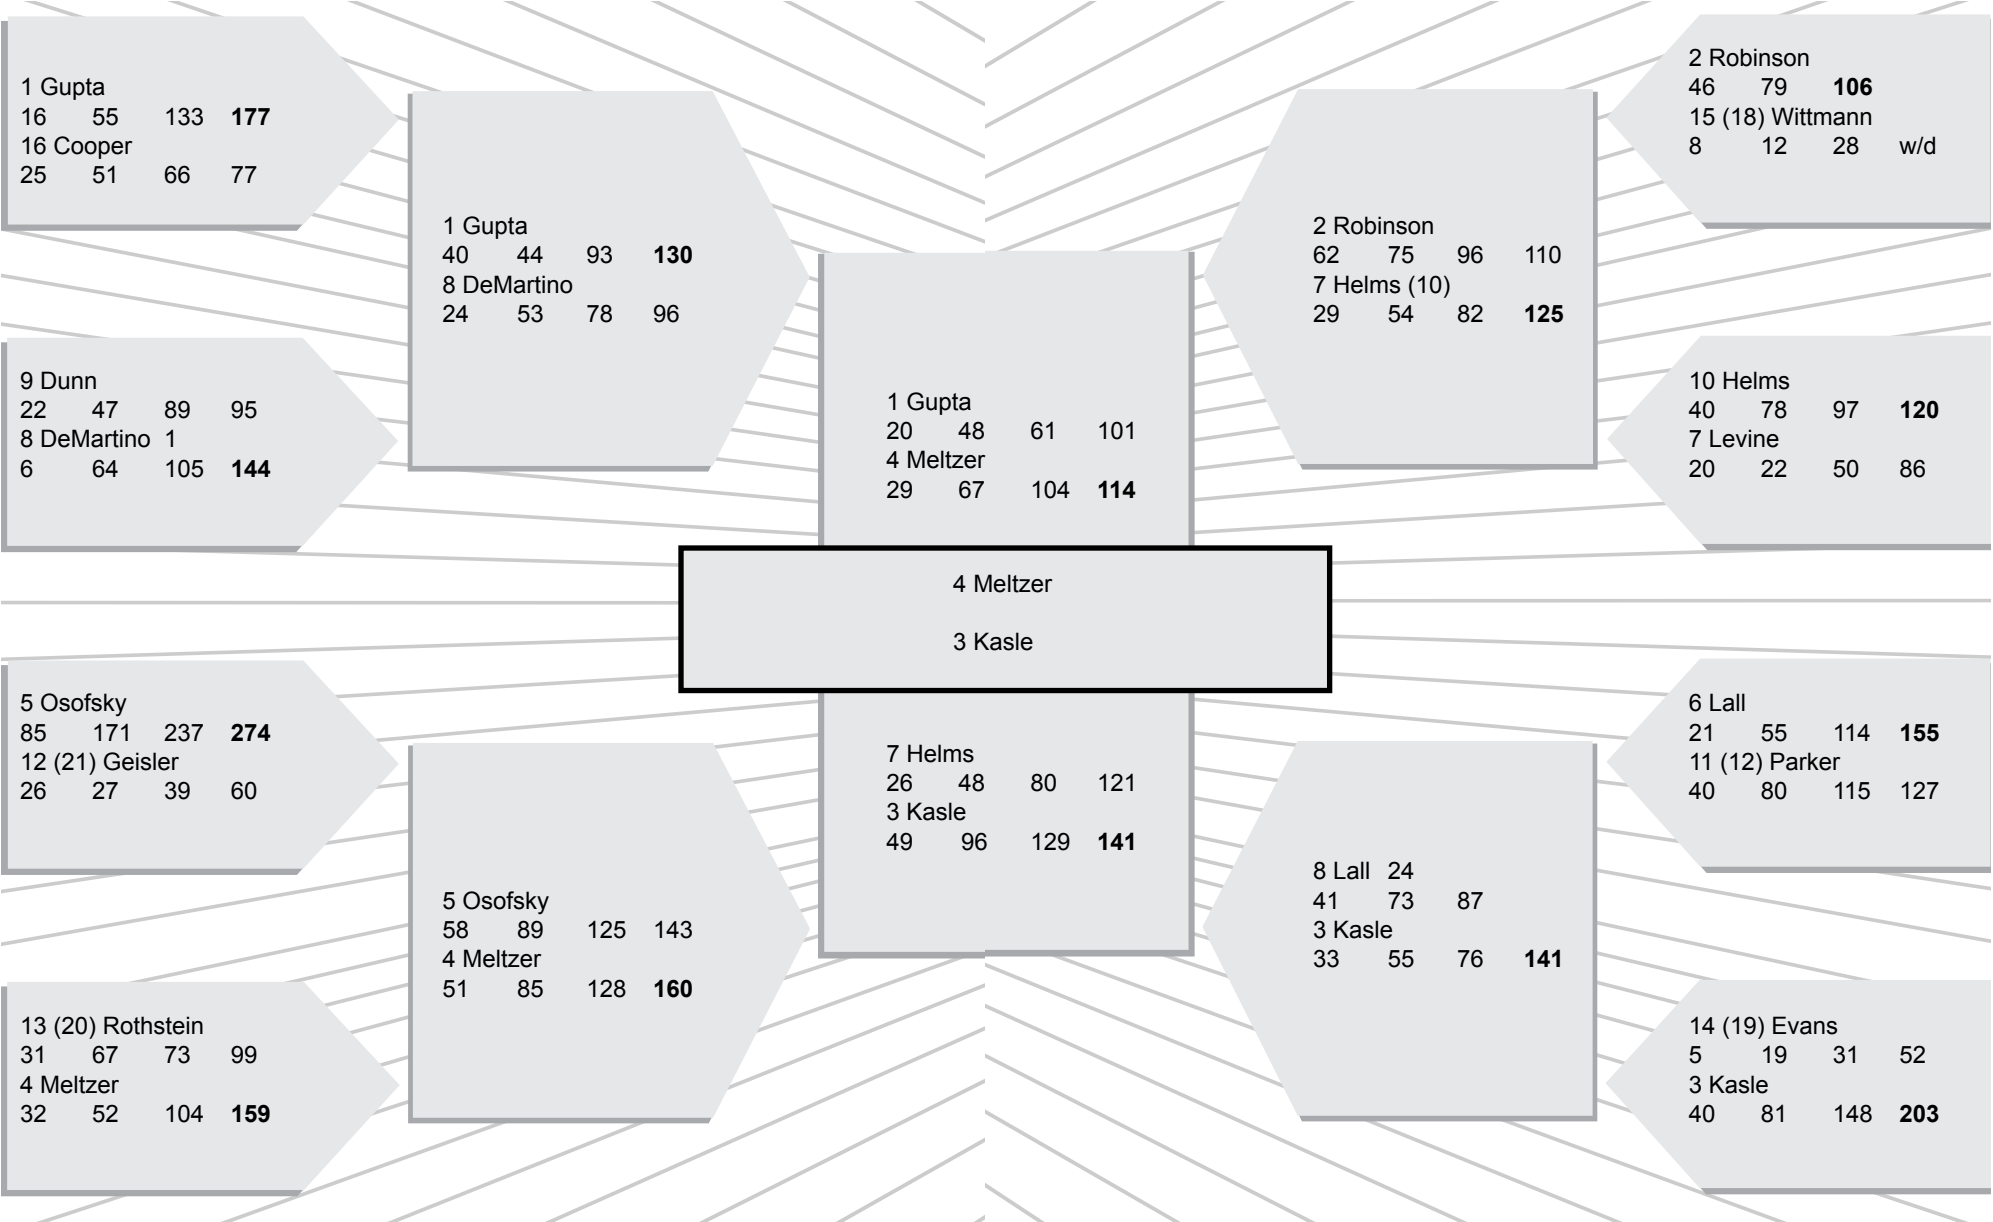 1 Gupta
16 55 133 177
16 Cooper
25 51 66 77
9 Dunn
22 47 89 95
8 DeMartino 1
6 64 105 144
5 Osofsky
85 171 237 274
12 (21) Geisler
26 27 39 60
13 (20) Rothstein
31 67 73 99
4 Meltzer
32 52 104 159
1 Gupta
40 44 93 130
8 DeMartino
24 53 78 96
5 Osofsky
58 89 125 143
4 Meltzer
51 85 128 160
1 Gupta
20 48 61 101
4 Meltzer
29 67 104 114
4 Meltzer
3 Kasle
7 Helms
26 48 80 121
3 Kasle
49 96 129 141
2 Robinson
62 75 96 110
7 Helms (10)
29 54 82 125
8 Lall 24
41 73 87
3 Kasle
33 55 76 141
2 Robinson
46 79 106
15 (18) Wittmann
8 12 28 w/d
10 Helms
40 78 97 120
7 Levine
20 22 50 86
6 Lall
21 55 114 155
11 (12) Parker
40 80 115 127
14 (19) Evans
5 19 31 52
3 Kasle
40 81 148 203